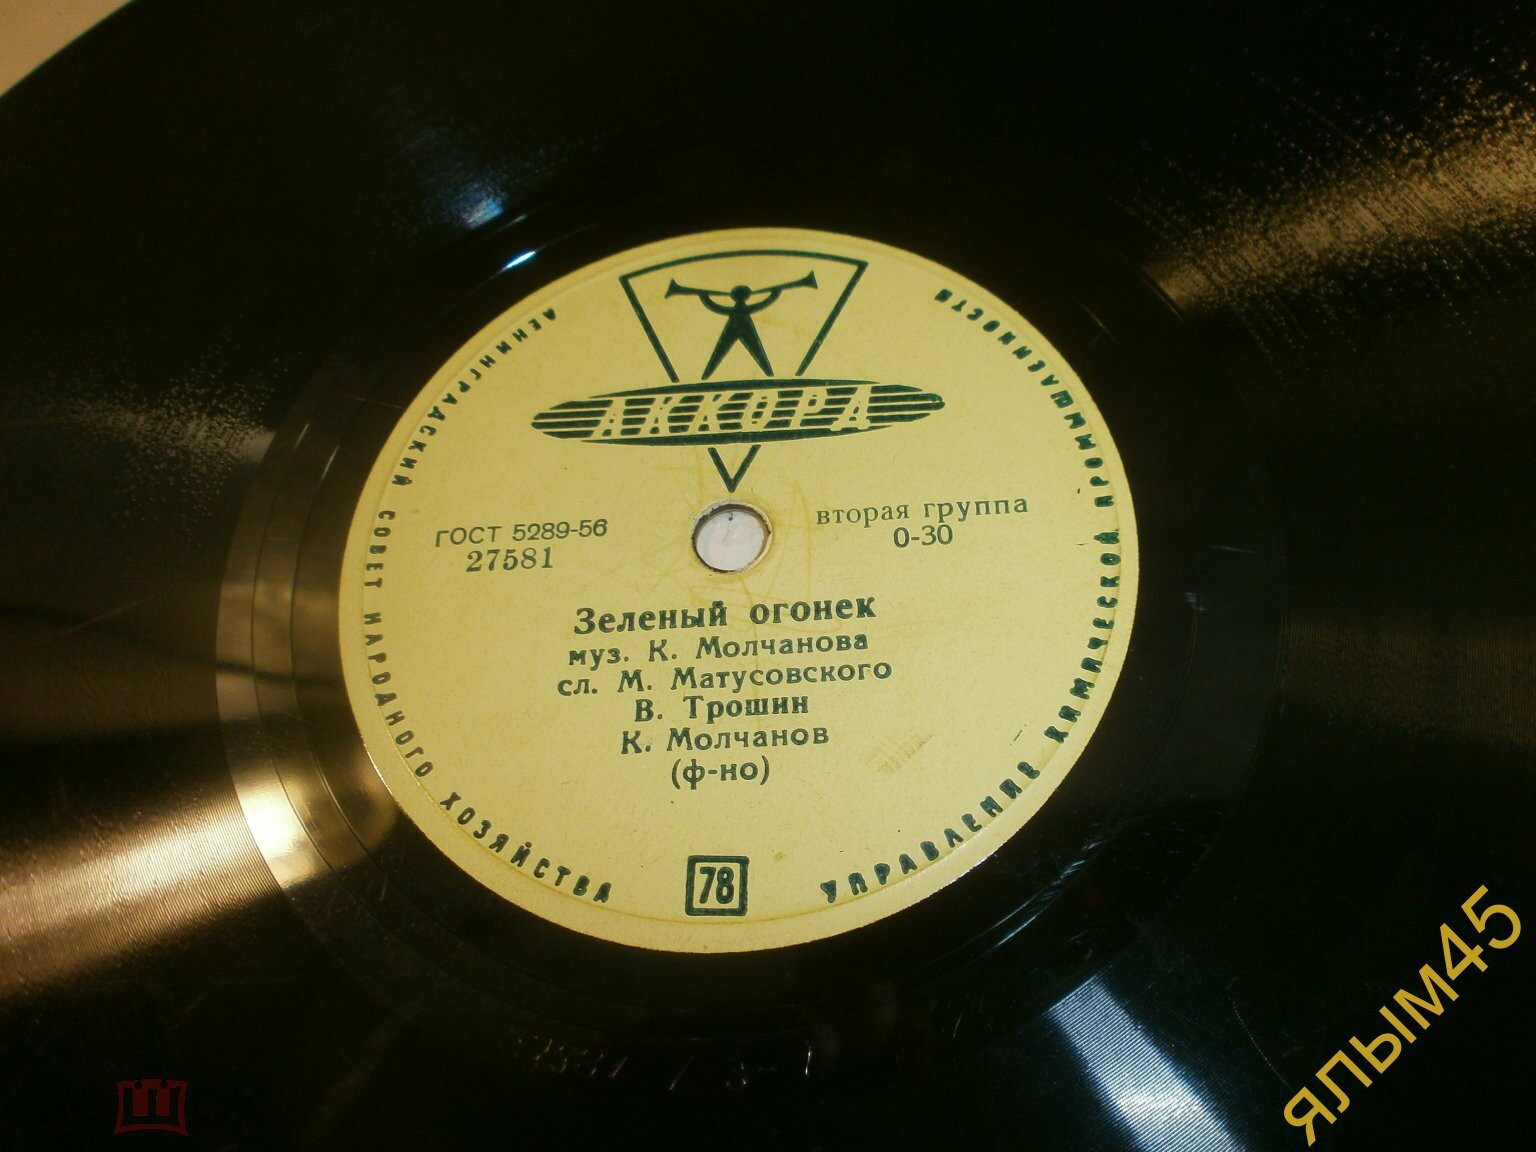 ЛЕНИНГРАДСКИЙ СОВЕТ НАРОДНОГО ХОЗЯЙСТВА
УПРАВЛЕНИЕ ХИМИЧЕСКОЙ ПРОМЫШЛЕННОСТИ
АККОРД
ГОСТ 5289-56
27581
вторая группа
0-30
Зеленый огонек
муз. К. Молчанова
сл. М. Матусовского
В. Трошин
К. Молчанов
(ф-но)
78
ялым45